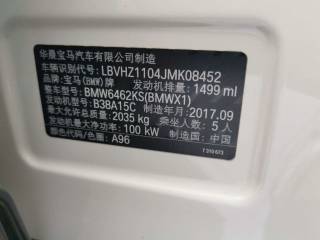 华晨宝马汽车有限公司制造
车辆识别代号: LBVHZ1104JMK08452
品牌: 宝马(BMW)牌 发动机排量: 1499 ml
整车型号: BMW6462KS(BMWX1)
发动机型号: B38A15C 制造年月: 2017.09
最大允许总质量: 2035 kg 乘坐人数: 5 人
发动机最大净功率: 100 kW 制造国: 中国
颜色代码/色圈: A96
7310673